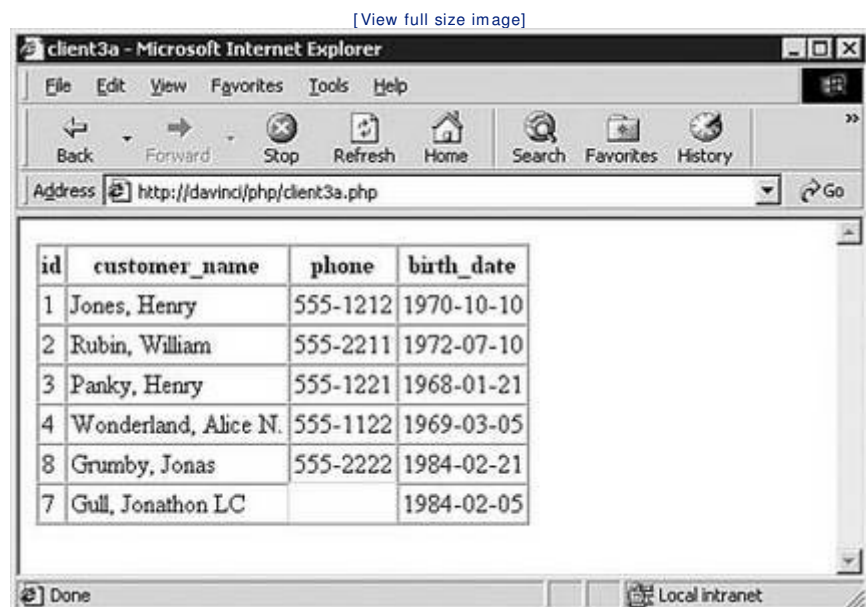 [View full size image]
client3a - Microsoft Internet Explorer
File Edit View Favorites Tools Help
Back Forward Stop Refresh Home Search Favorites History »
Address http://davinci/php/client3a.php Go
id customer_name phone birth_date
1 Jones, Henry 555-1212 1970-10-10
2 Rubin, William 555-2211 1972-07-10
3 Panky, Henry 555-1221 1968-01-21
4 Wonderland, Alice N. 555-1122 1969-03-05
8 Grumby, Jonas 555-2222 1984-02-21
7 Gull, Jonathon LC 1984-02-05
Done Local intranet